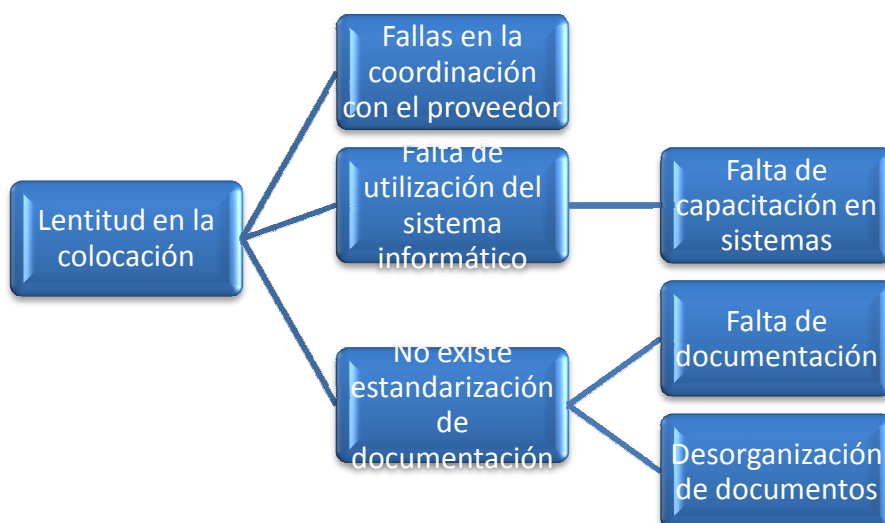 Fallas en la
coordinación
con el proveedor
Falta de
utilización del
sistema
informático
Falta de
capacitación en
sistemas
Lentitud en la
colocación
No existe
estandarización
de
documentación
Falta de
documentación
Desorganización
de documentos